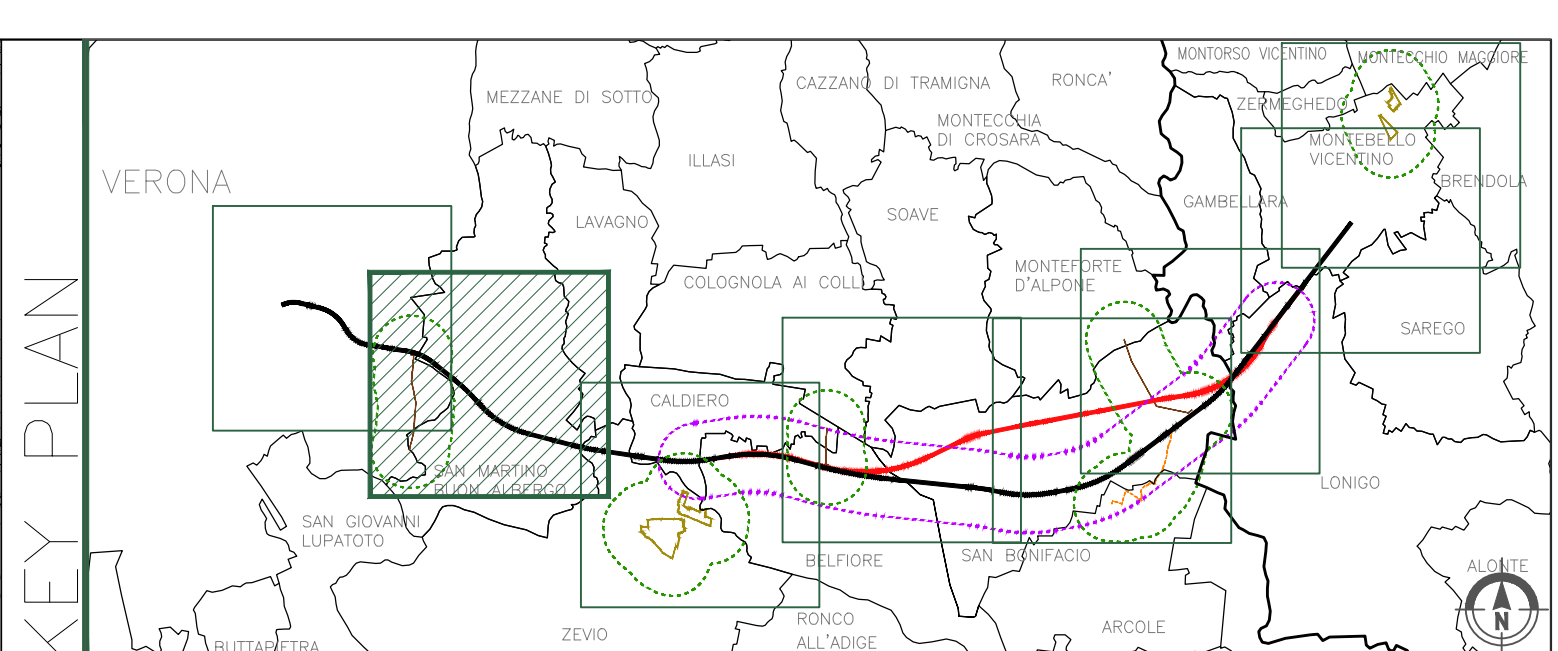 KEY PLAN
MONTORSO VICENTINO
MONTECCHIO MAGGIORE
CAZZANO DI TRAMIGNA
RONCA'
MEZZANE DI SOTTO
ZERMEGHEDO
MONTECCHIA
DI CROSARA
MONTEBELLO
VICENTINO
ILLASI
VERONA
BRENDOLA
GAMBELLARA
SOAVE
LAVAGNO
MONTEFORTE
D'ALPONE
COLOGNOLA AI COLLI
SAREGO
CALDIERO
SAN MARTINO
BUON ALBERGO
LONIGO
SAN GIOVANNI
LUPATOTO
BELFIORE
SAN BONIFACIO
ALONTE
RONCO
ALL'ADIGE
ARCOLE
ZEVIO
BUTTAPIETRA
N